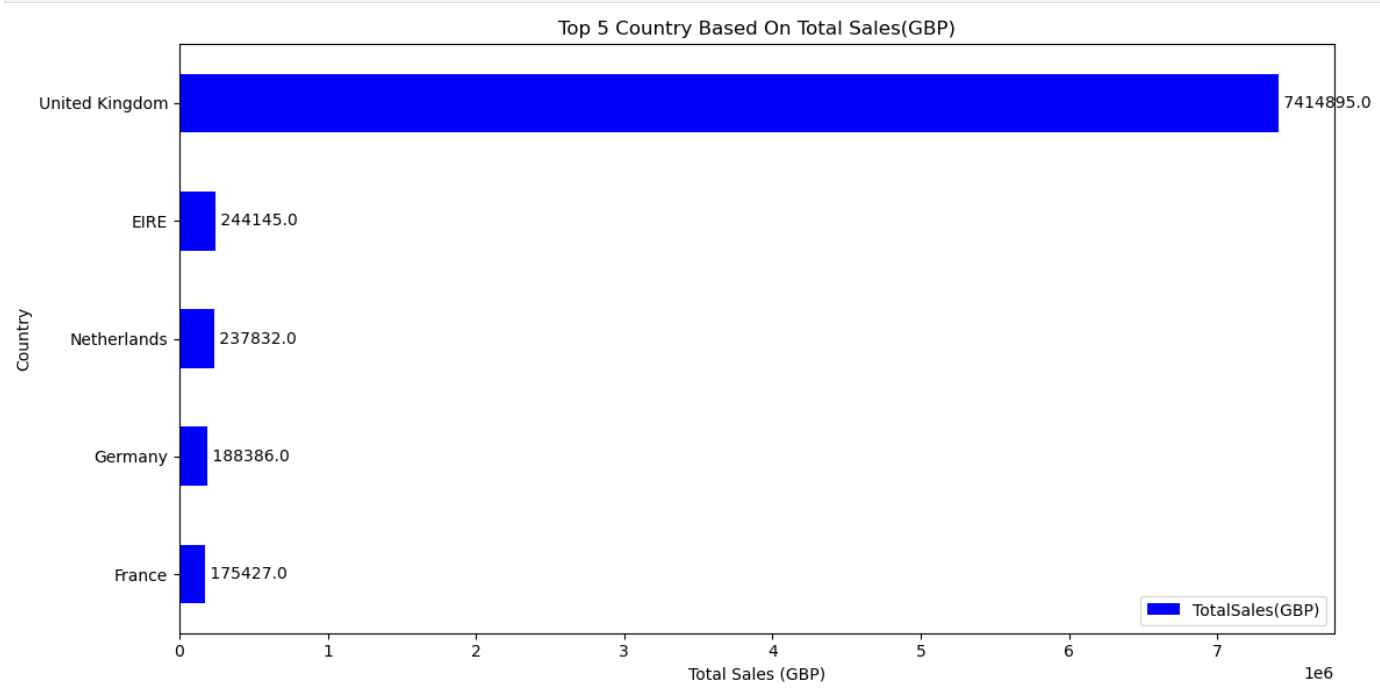 Top 5 Country Based On Total Sales(GBP)
United Kingdom
7414895.0
EIRE
244145.0
Netherlands
237832.0
Germany
188386.0
France
175427.0
Country
TotalSales(GBP)
0 1 2 3 4 5 6 7
1e6
Total Sales (GBP)